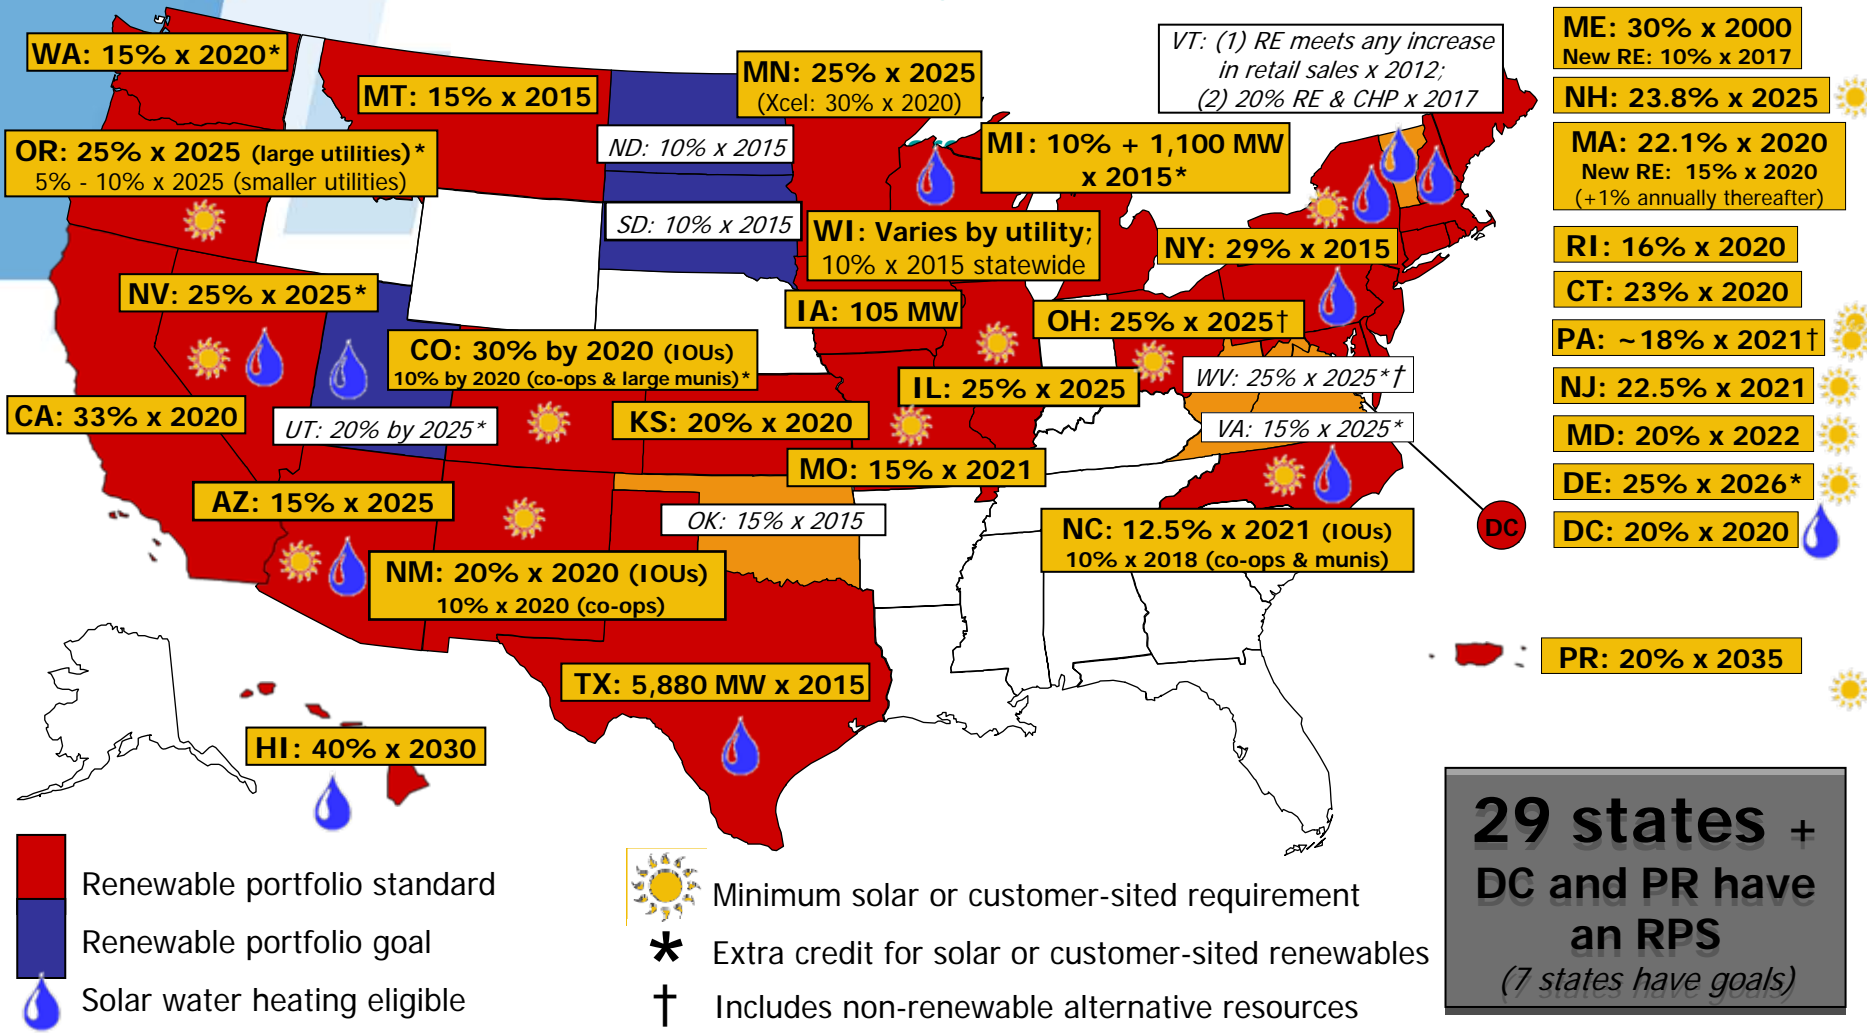 WA: 15% x 2020*
MT: 15% x 2015
MN: 25% x 2025
(Xcel: 30% x 2020)
VT: (1) RE meets any increase
in retail sales x 2012;
(2) 20% RE & CHP x 2017
ME: 30% x 2000
New RE: 10% x 2017
NH: 23.8% x 2025
OR: 25% x 2025 (large utilities)*
5% - 10% x 2025 (smaller utilities)
ND: 10% x 2015
MI: 10% + 1,100 MW
x 2015*
MA: 22.1% x 2020
New RE: 15% x 2020
(+1% annually thereafter)
SD: 10% x 2015
WI: Varies by utility;
10% x 2015 statewide
NY: 29% x 2015
RI: 16% x 2020
NV: 25% x 2025*
IA: 105 MW
OH: 25% x 2025†
CT: 23% x 2020
CO: 30% by 2020 (IOUs)
10% by 2020 (co-ops & large munis)*
PA: ~18% x 2021†
WV: 25% x 2025*†
IL: 25% x 2025
NJ: 22.5% x 2021
CA: 33% x 2020
UT: 20% by 2025*
KS: 20% x 2020
VA: 15% x 2025*
MD: 20% x 2022
MO: 15% x 2021
DE: 25% x 2026*
AZ: 15% x 2025
OK: 15% x 2015
NC: 12.5% x 2021 (IOUs)
10% x 2018 (co-ops & munis)
DC
DC: 20% x 2020
NM: 20% x 2020 (IOUs)
10% x 2020 (co-ops)
PR: 20% x 2035
TX: 5,880 MW x 2015
HI: 40% x 2030
Renewable portfolio standard
Renewable portfolio goal
Solar water heating eligible
Minimum solar or customer-sited requirement
* Extra credit for solar or customer-sited renewables
† Includes non-renewable alternative resources
29 states +
DC and PR have
an RPS
(7 states have goals)